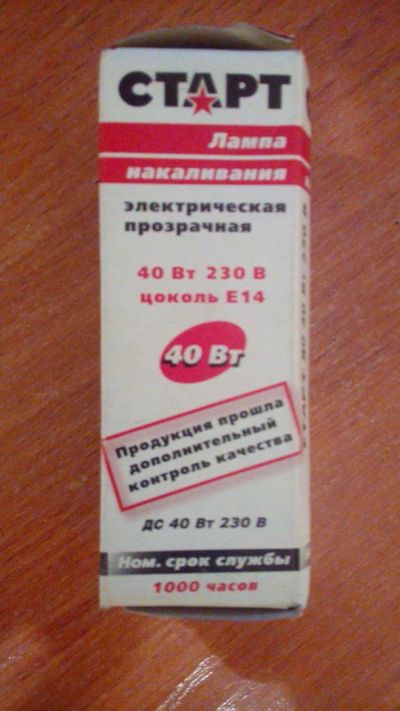 СТАРТ
Лампа
накаливания
электрическая
прозрачная
40 Вт 230 В
цоколь Е14
40 Вт
Продукция прошла
дополнительный
контроль качества
ДС 40 Вт 230 В
Ном. срок службы
1000 часов